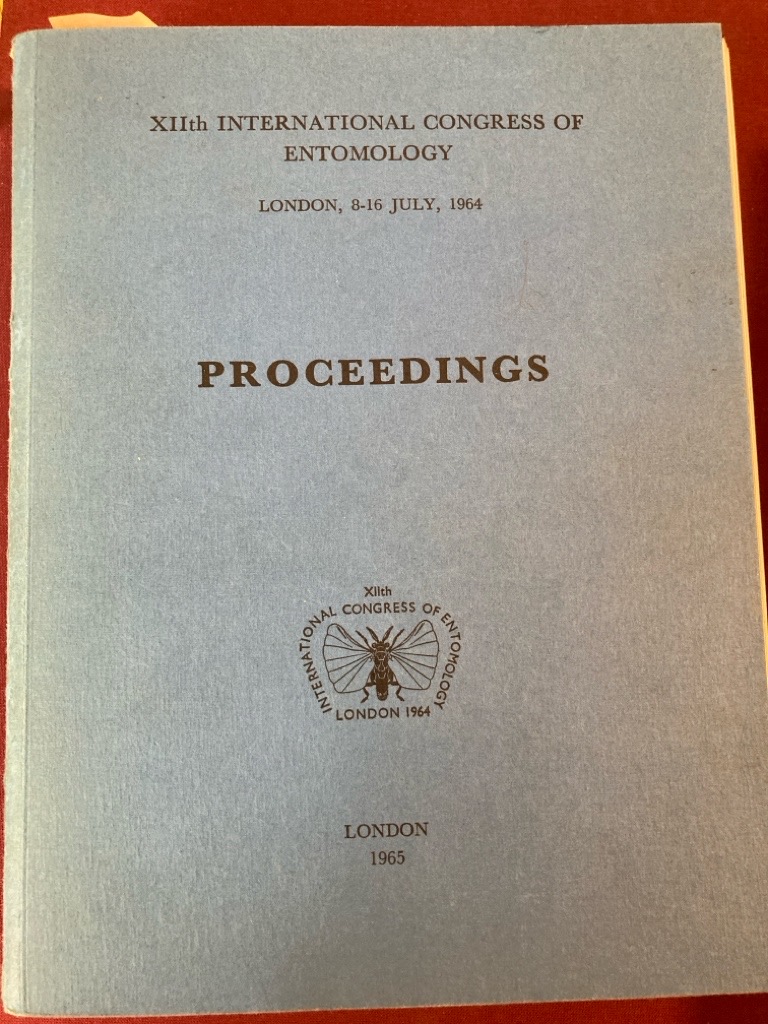 XIIth INTERNATIONAL CONGRESS OF
ENTOMOLOGY
LONDON, 8-16 JULY, 1964
PROCEEDINGS
XIIth
INTERNATIONAL CONGRESS OF ENTOMOLOGY
LONDON 1964
LONDON
1965